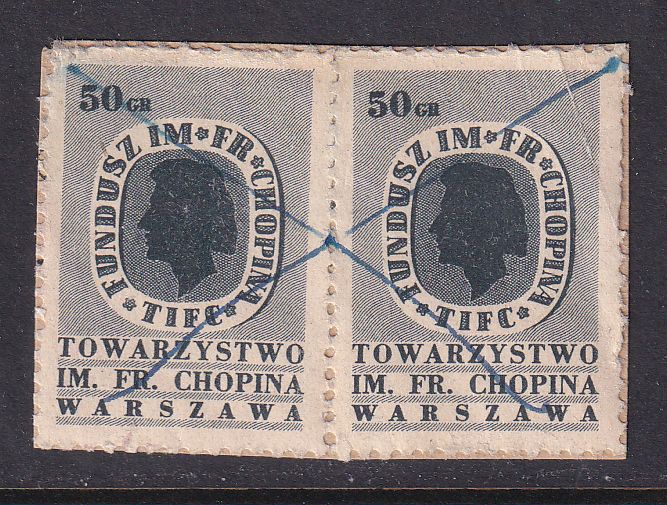 50 GR
FUNDUSZ IM*FR*CHOPINA*
*TIFC*
TOWARZYSTWO
IM. FR. CHOPINA
WARSZAWA
50 GR
FUNDUSZ IM*FR*CHOPINA*
*TIFC*
TOWARZYSTWO
IM. FR. CHOPINA
WARSZAWA